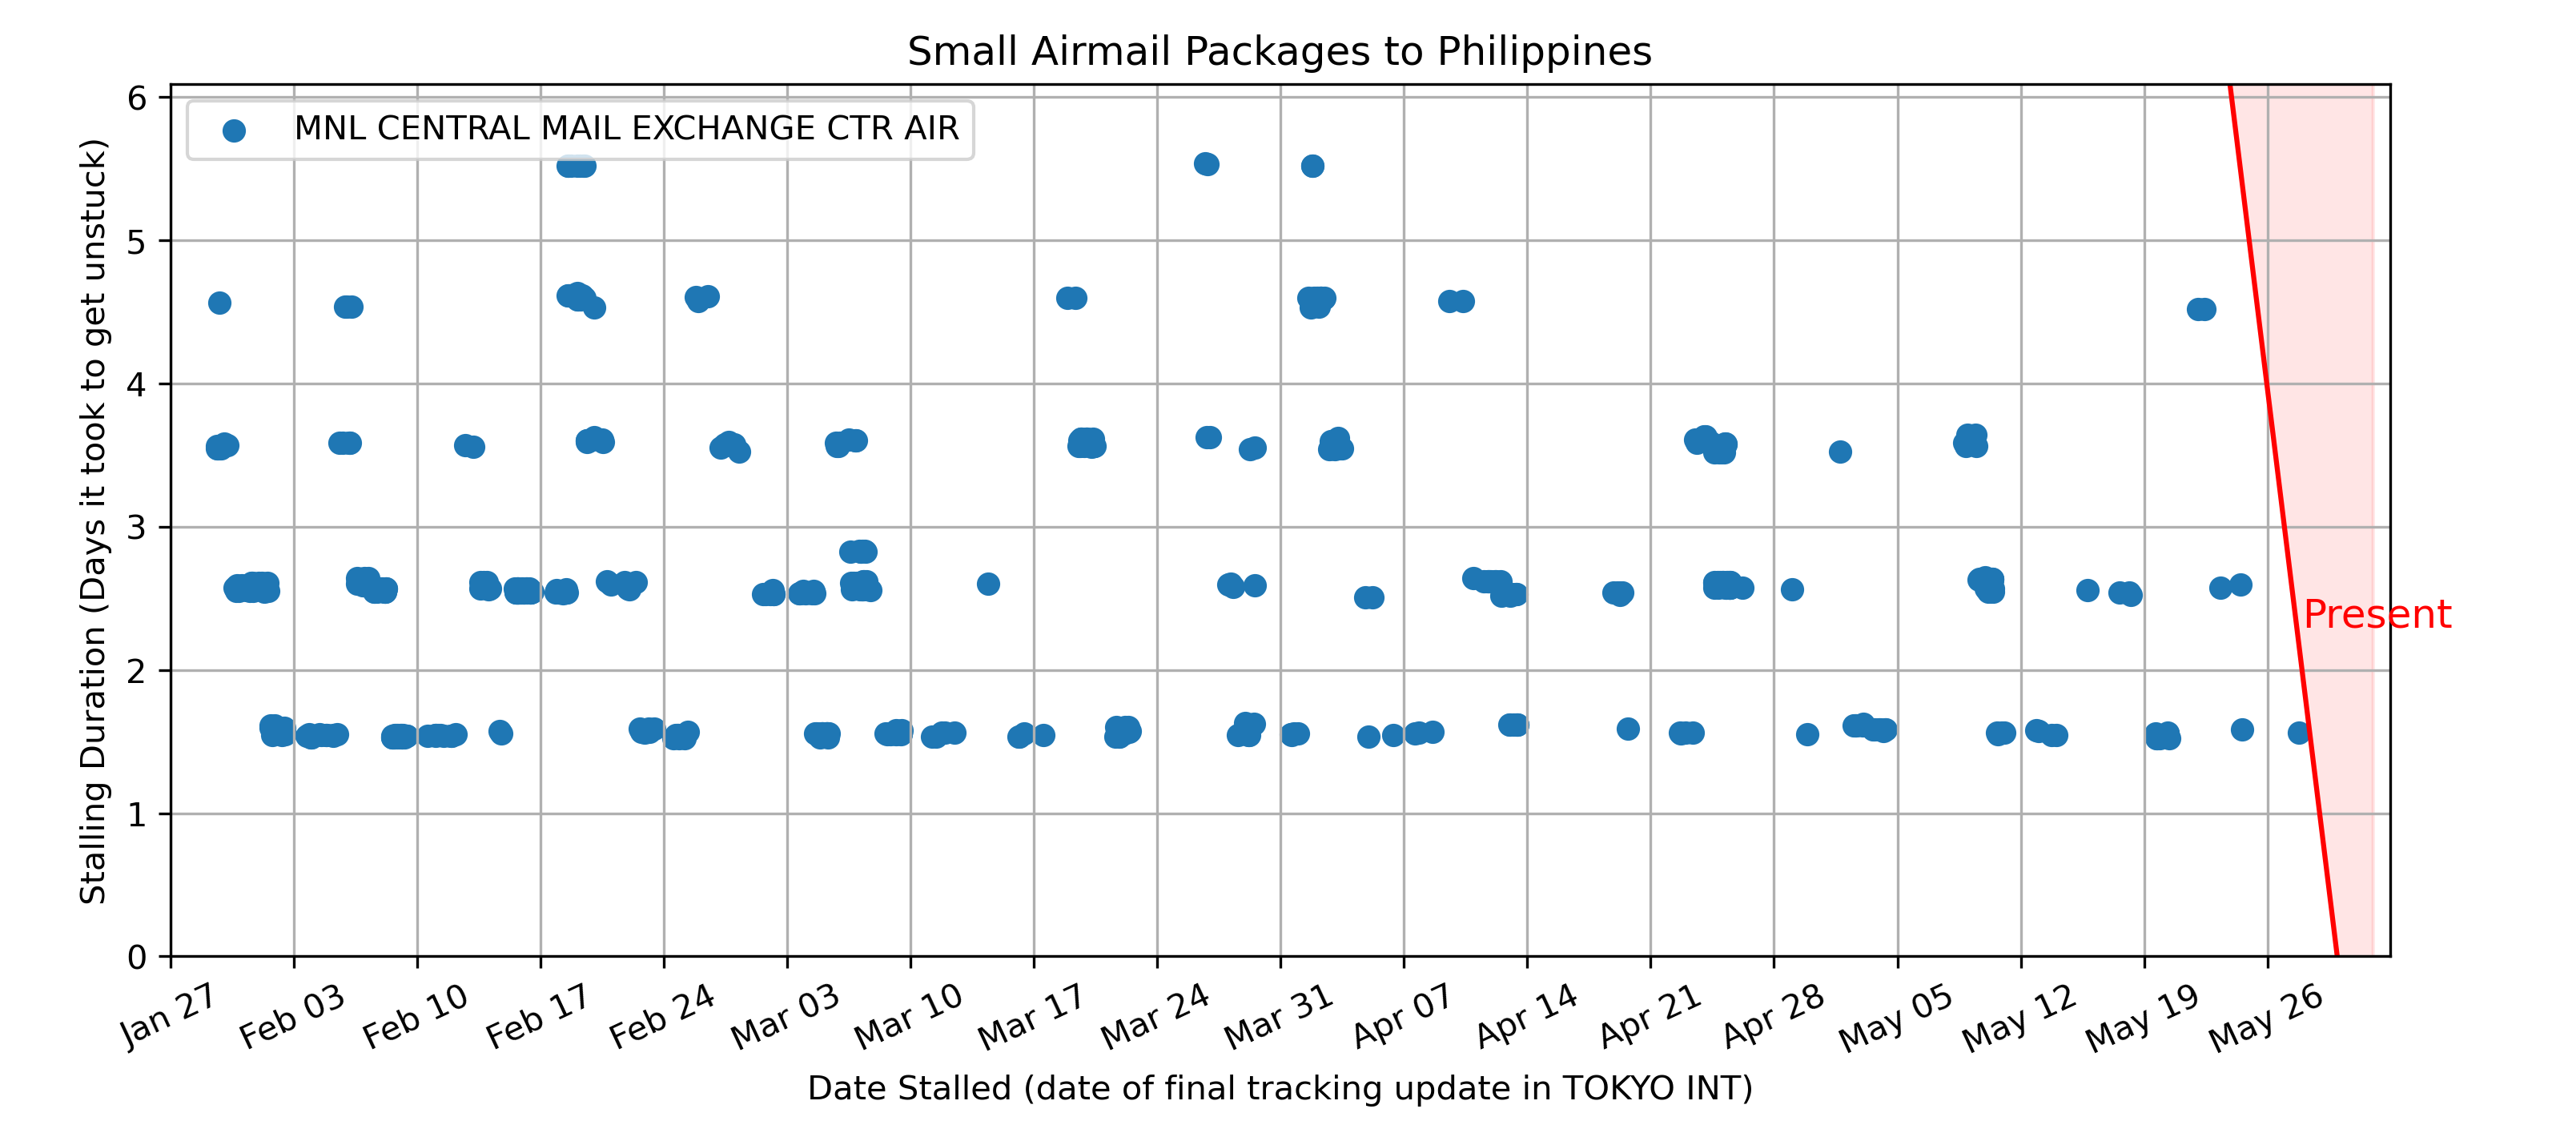 Small Airmail Packages to Philippines
MNL CENTRAL MAIL EXCHANGE CTR AIR
Stalling Duration (Days it took to get unstuck)
6
5
4
3
2
1
0
Present
Jan 27
Feb 03
Feb 10
Feb 17
Feb 24
Mar 03
Mar 10
Mar 17
Mar 24
Mar 31
Apr 07
Apr 14
Apr 21
Apr 28
May 05
May 12
May 19
May 26
Date Stalled (date of final tracking update in TOKYO INT)